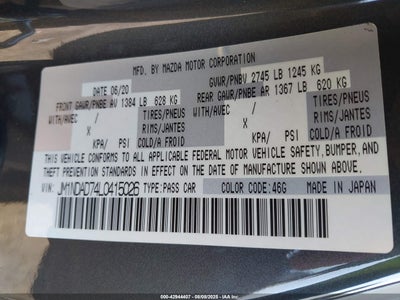 MFD. BY MAZDA MOTOR CORPORATION
DATE 06/20 GVWR/PNBV 2745 LB 1245 KG
FRONT GAWR/PNBE AV 1384 LB 628 KG REAR GAWR/PNBE AR 1367 LB 620 KG
WITH/AVEC / TIRES/PNEUS WITH/AVEC / TIRES/PNEUS
X RIMS/JANTES X RIMS/JANTES
KPA/ PSI COLD/A FROID KPA/ PSI COLD/A FROID
THIS VEHICLE CONFORMS TO ALL APPLICABLE FEDERAL MOTOR VEHICLE SAFETY,BUMPER,AND
THEFT PREVENTION STANDARDS IN EFFECT ON THE DATE OF MANUFACTURE SHOWN ABOVE.
VIN: JM1NDAD74L0415026 TYPE:PASS CAR COLOR CODE:46G MADE IN JAPAN
ID: 000-42944407 - 08/09/2025 - IAA Inc.